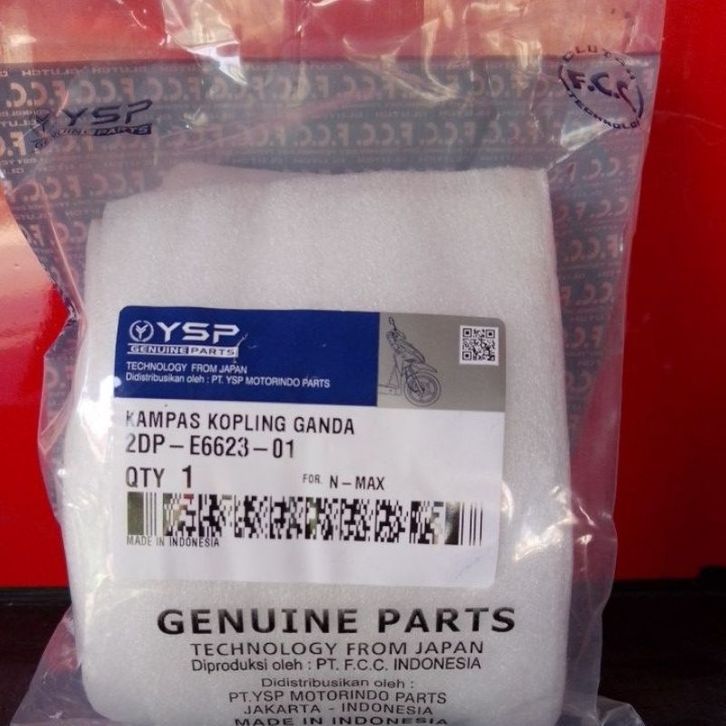 YSP
GENUINE PARTS
CLUTCH
F.C.C.
TECHNOLOGY
YSP
GENUINE PARTS
TECHNOLOGY FROM JAPAN
Didistribusikan oleh : PT. YSP MOTORINDO PARTS
KAMPAS KOPLING GANDA
2DP-E6623-01
QTY 1 FOR. N-MAX
MADE IN INDONESIA
GENUINE PARTS
TECHNOLOGY FROM JAPAN
Diproduksi oleh : PT. F.C.C. INDONESIA
Didistribusikan oleh :
PT.YSP MOTORINDO PARTS
JAKARTA - INDONESIA
MADE IN INDONESIA